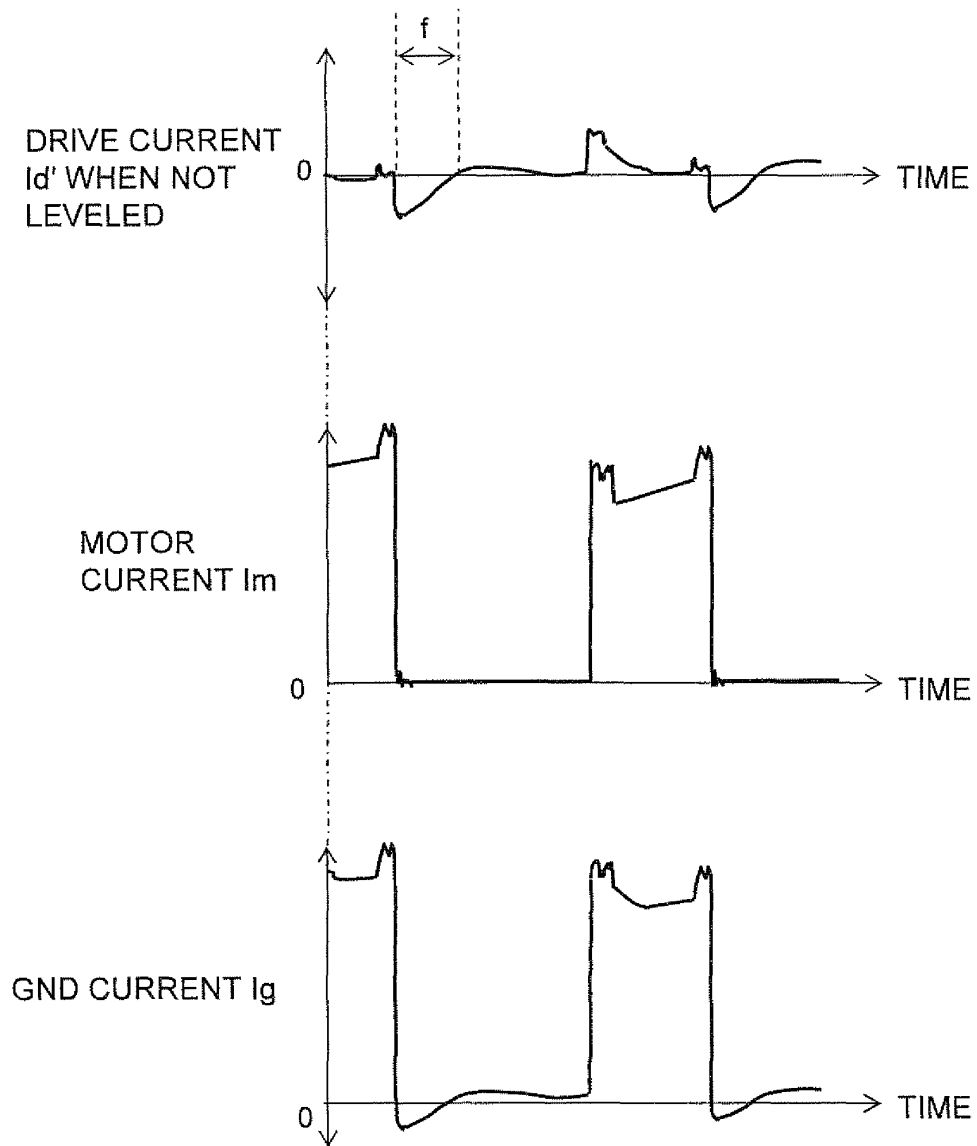 f
DRIVE CURRENT
Id' WHEN NOT
LEVELED
0
TIME
MOTOR
CURRENT Im
0
TIME
GND CURRENT Ig
0
TIME